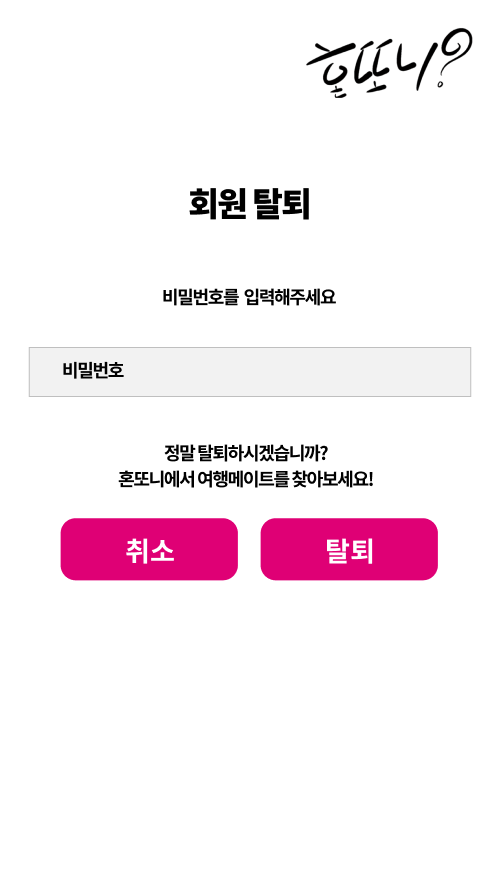 혼또니?
회원 탈퇴
비밀번호를 입력해주세요
비밀번호
정말 탈퇴하시겠습니까?
혼또니에서 여행메이트를 찾아보세요!
취소
탈퇴